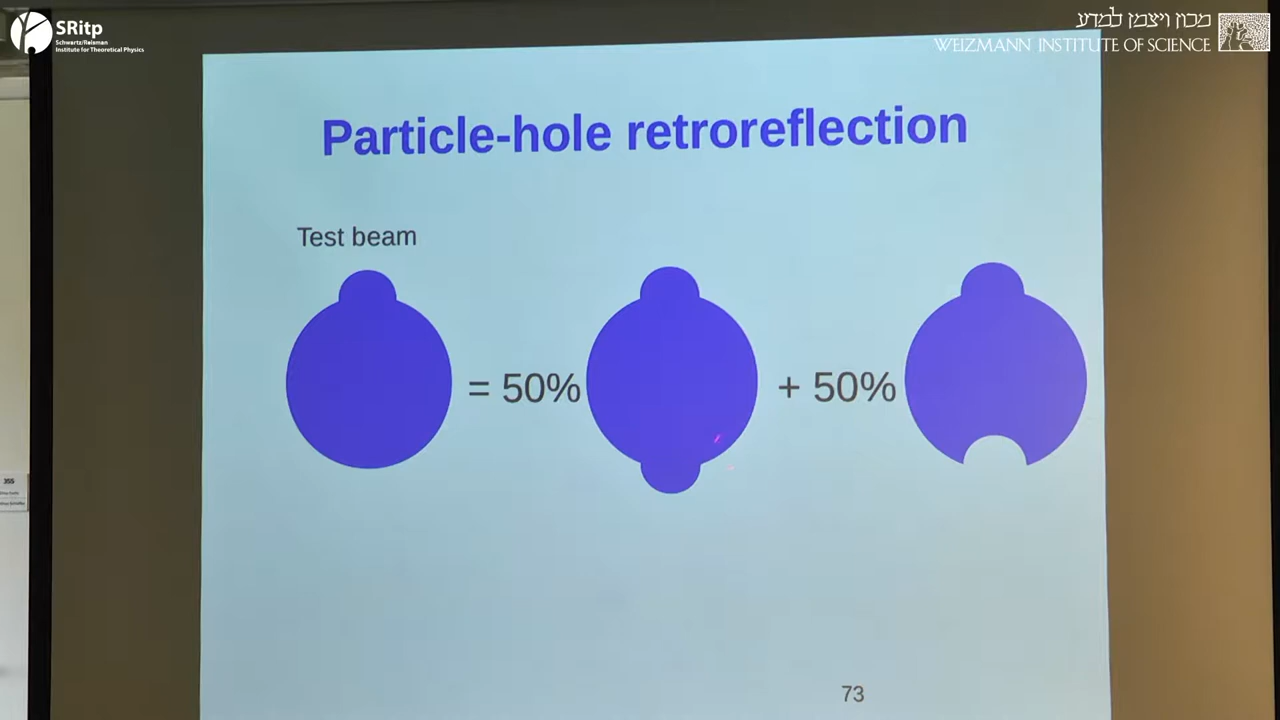 SRitp
Schwartz/Reisman
Institute for Theoretical Physics
מכון ויצמן למדע
WEIZMANN INSTITUTE OF SCIENCE
Particle-hole retroreflection
Test beam
= 50%
+ 50%
355
73